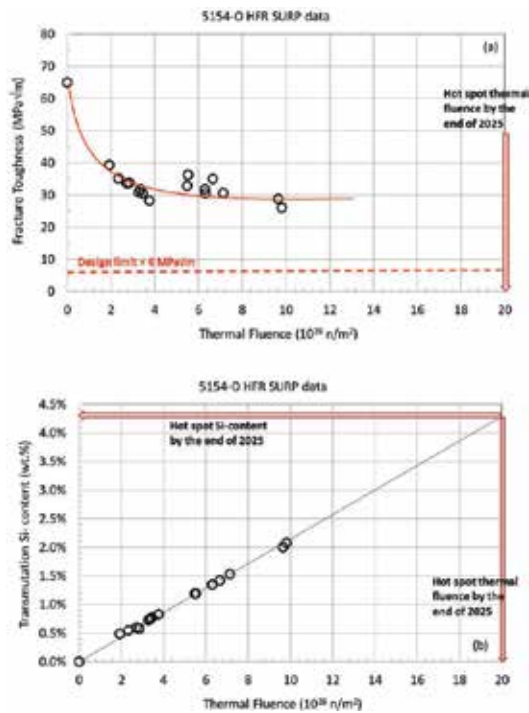 5154-O HFR SURP data
(a)
80
70
60
50
40
30
20
10
0
Fracture Toughness (MPa√m)
Hot spot thermal
fluence by the
end of 2025
Design limit = 6 MPa√m
0 2 4 6 8 10 12 14 16 18 20
Thermal Fluence (10²⁶ n/m²)
5154-O HFR SURP data
4.5%
4.0%
3.5%
3.0%
2.5%
2.0%
1.5%
1.0%
0.5%
0.0%
Transmutation Si- content (wt.%)
Hot spot Si-content
by the end of 2025
Hot spot thermal
fluence by the
end of 2025
(b)
0 2 4 6 8 10 12 14 16 18 20
Thermal Fluence (10²⁶ n/m²)